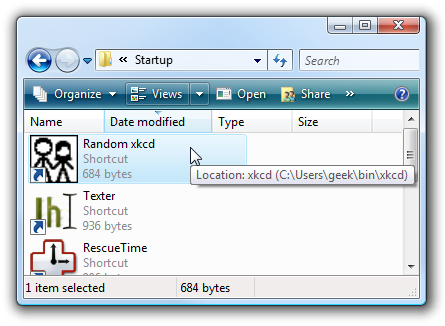 « Startup
Search
Organize Views Open Share »
Name Date modified Type Size
Random xkcd
Shortcut
684 bytes
Location: xkcd (C:\Users\geek\bin\xkcd)
Texter
Shortcut
936 bytes
RescueTime
Shortcut
1 item selected 684 bytes